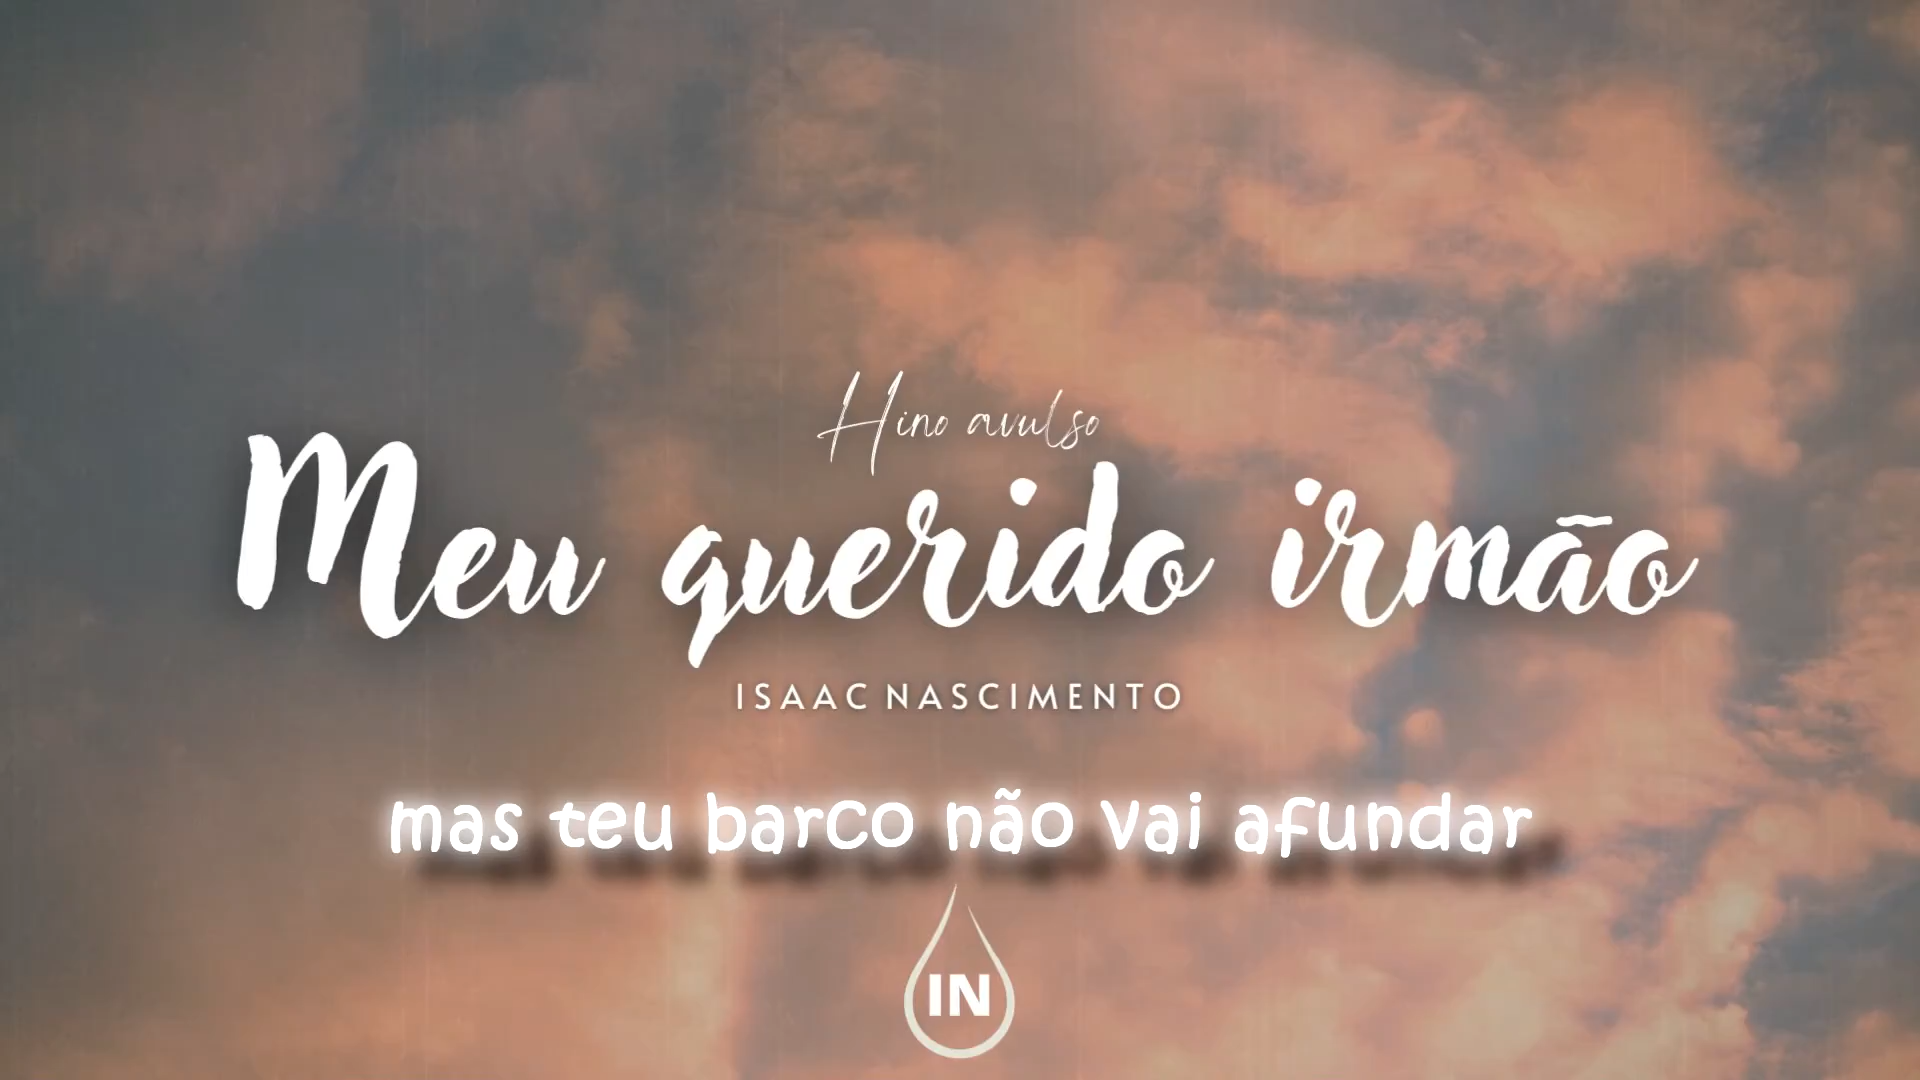 Hino avulso
Meu querido irmão
ISAAC NASCIMENTO
mas teu barco não vai afundar
IN